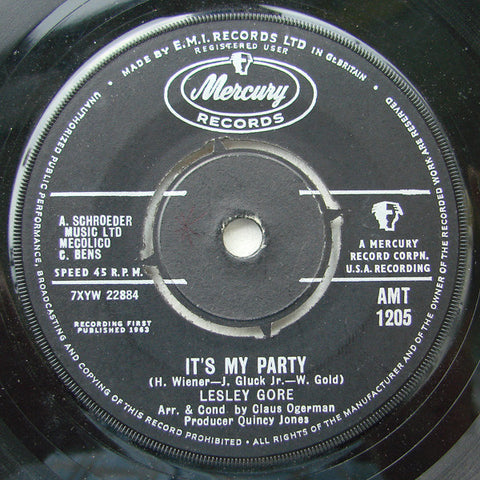 MADE BY E.M.I. RECORDS LTD IN GT BRITAIN
REGISTERED USER
Mercury
RECORDS
UNAUTHORIZED PUBLIC PERFORMANCE, BROADCASTING AND COPYING OF THIS RECORD PROHIBITED • ALL RIGHTS OF THE MANUFACTURER AND OF THE OWNER OF THE RECORDED WORK ARE RESERVED
A. SCHROEDER
MUSIC LTD
MECOLICO
C. BENS
SPEED 45 R.P.M.
7XYW 22884
RECORDING FIRST
PUBLISHED 1963
A MERCURY
RECORD CORPN.
U.S.A. RECORDING
AMT
1205
IT'S MY PARTY
(H. Wiener—J. Gluck Jr.—W. Gold)
LESLEY GORE
Arr. & Cond. by Claus Ogerman
Producer Quincy Jones